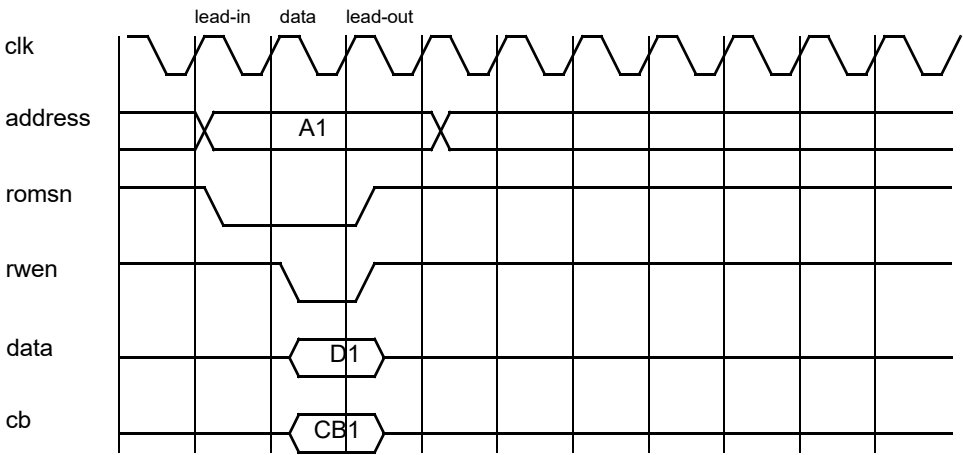 lead-in data lead-out
clk
address A1
romsn
rwen
data D1
cb CB1